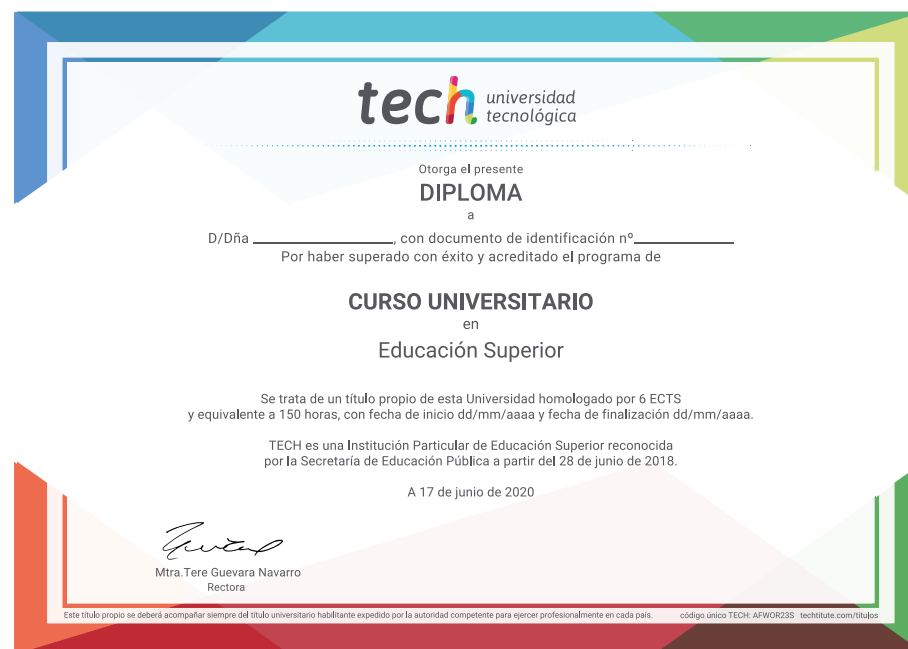 tech universidad
tecnológica
Otorga el presente
DIPLOMA
a
D/Dña ____________________, con documento de identificación nº______________
Por haber superado con éxito y acreditado el programa de
CURSO UNIVERSITARIO
en
Educación Superior
Se trata de un título propio de esta Universidad homologado por 6 ECTS
y equivalente a 150 horas, con fecha de inicio dd/mm/aaaa y fecha de finalización dd/mm/aaaa.
TECH es una Institución Particular de Educación Superior reconocida
por la Secretaría de Educación Pública a partir del 28 de junio de 2018.
A 17 de junio de 2020
Mtra.Tere Guevara Navarro
Rectora
Este título propio se deberá acompañar siempre del título universitario habilitante expedido por la autoridad competente para ejercer profesionalmente en cada país. código único TECH: AFWOR23S techtitute.com/titulos